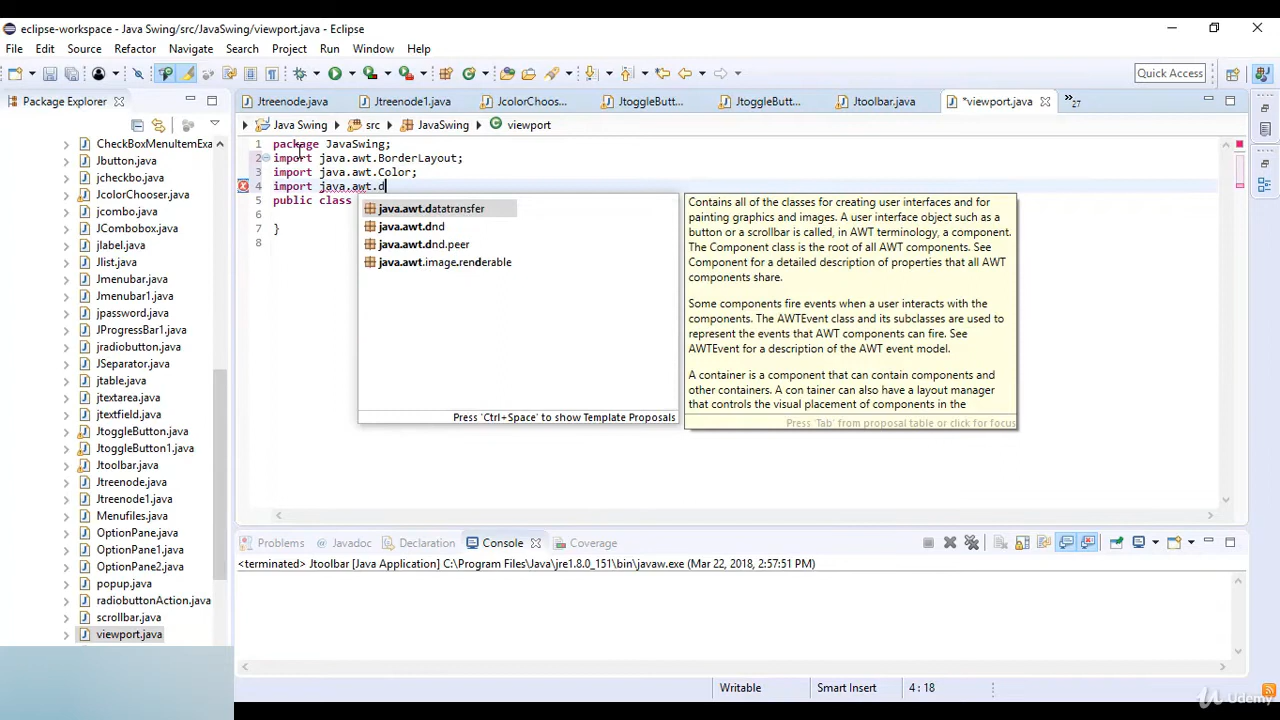 eclipse-workspace - Java Swing/src/JavaSwing/viewport.java - Eclipse
File Edit Source Refactor Navigate Search Project Run Window Help
Quick Access
Package Explorer
Jtreenode.java Jtreenode1.java JcolorChoos... JtoggleButt... JtoggleButt... Jtoolbar.java *viewport.java »27
Java Swing src JavaSwing viewport
CheckBoxMenuItemExa
Jbutton.java
jcheckbo.java
JcolorChooser.java
jcombo.java
JCombobox.java
jlabel.java
Jlist.java
Jmenubar.java
Jmenubar1.java
jpassword.java
JProgressBar1.java
jradiobutton.java
JSeparator.java
jtable.java
jtextarea.java
jtextfield.java
JtoggleButton.java
JtoggleButton1.java
Jtoolbar.java
Jtreenode.java
Jtreenode1.java
Menufiles.java
OptionPane.java
OptionPane1.java
OptionPane2.java
popup.java
radiobuttonAction.java
scrollbar.java
viewport.java
1 package JavaSwing;
2 import java.awt.BorderLayout;
3 import java.awt.Color;
4 import java.awt.d
5 public class
6
7 }
8
java.awt.datatransfer
java.awt.dnd
java.awt.dnd.peer
java.awt.image.renderable
Press 'Ctrl+Space' to show Template Proposals
Contains all of the classes for creating user interfaces and for
painting graphics and images. A user interface object such as a
button or a scrollbar is called, in AWT terminology, a component.
The Component class is the root of all AWT components. See
Component for a detailed description of properties that all AWT
components share.
Some components fire events when a user interacts with the
components. The AWTEvent class and its subclasses are used to
represent the events that AWT components can fire. See
AWTEvent for a description of the AWT event model.
A container is a component that can contain components and
other containers. A con tainer can also have a layout manager
that controls the visual placement of components in the
Press 'Tab' from proposal table or click for focus
Problems Javadoc Declaration Console Coverage
<terminated> Jtoolbar [Java Application] C:\Program Files\Java\jre1.8.0_151\bin\javaw.exe (Mar 22, 2018, 2:57:51 PM)
Writable Smart Insert 4 : 18
Udemy